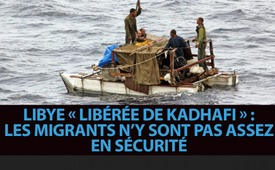 LIBYE « LIBÉRÉE DE KADHAFI » :
LES MIGRANTS N'Y SONT PAS ASSEZ
EN SÉCURITÉ